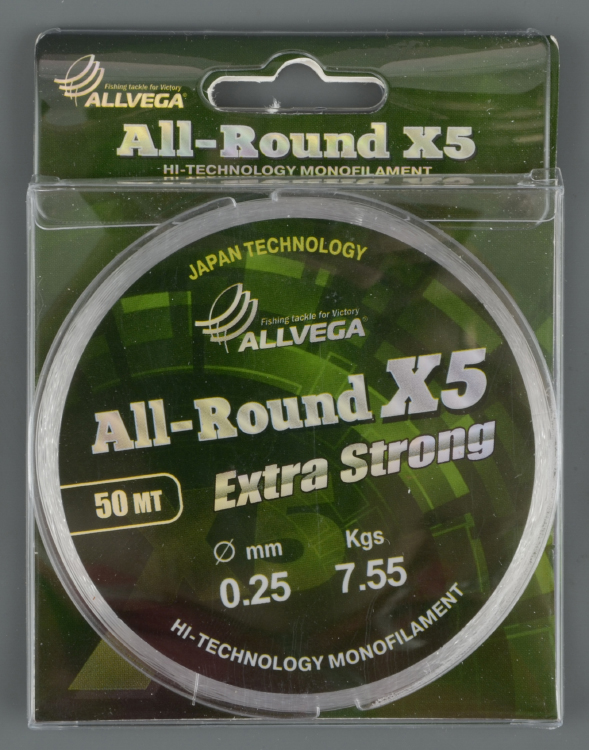 Fishing tackle for Victory
ALLVEGA®
All-Round X5
HI-TECHNOLOGY MONOFILAMENT
JAPAN TECHNOLOGY
Fishing tackle for Victory
ALLVEGA®
All-Round X5
Extra Strong
50 MT
Ø mm Kgs
0.25 7.55
HI-TECHNOLOGY MONOFILAMENT